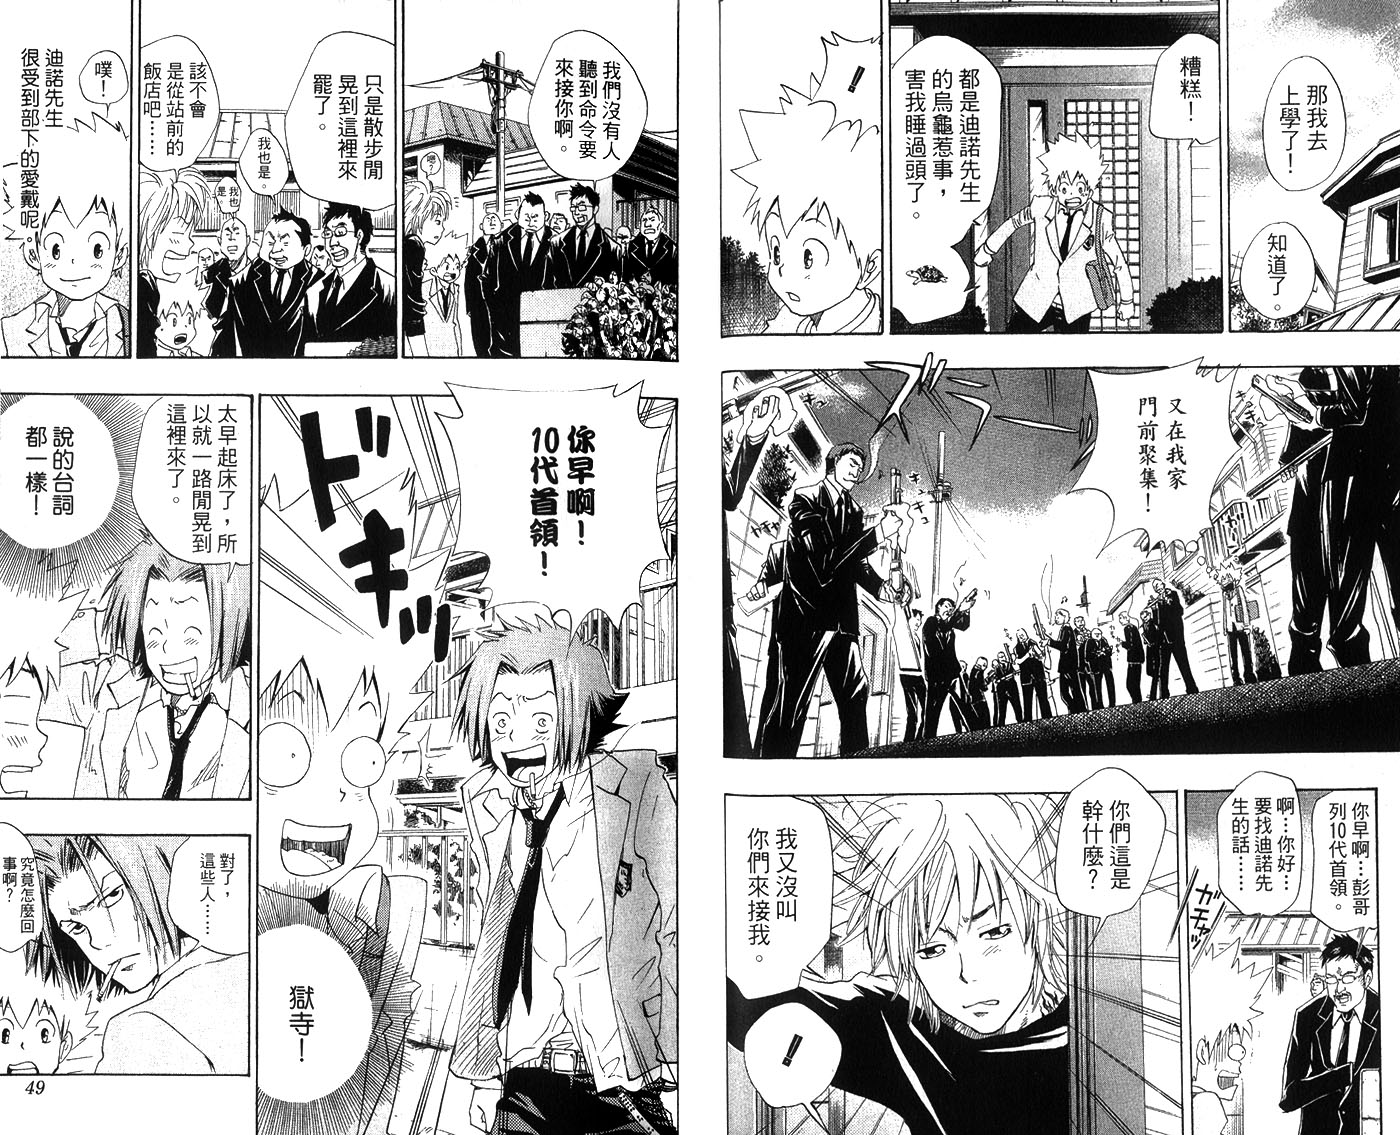 那我去
上學了！
知道了。
糟糕！
都是迪諾先生
的烏龜惹事，
害我睡過頭了。
！
又在我家
門前聚集！
ズラッ
你早啊…彭哥
列10代首領。
啊…你好…
要找迪諾先
生的話……
ガチャッ
你們這是
幹什麼？
我又沒叫
你們來接我。
！
我們沒有人
聽到命令要
來接你啊。
嗯？
只是散步閒
晃到這裡來
罷了。
我也是。
我也
是
該不會
是從站前的
飯店吧……
噗！
迪諾先生
很受到部下的愛戴呢…
你早啊！
10代首領！
ドキッ
獄寺！
太早起床了，所
以就一路閒晃到
這裡來了。
說的台詞
都一樣！
對了，
這些人……
究竟怎麼回
事啊？
49